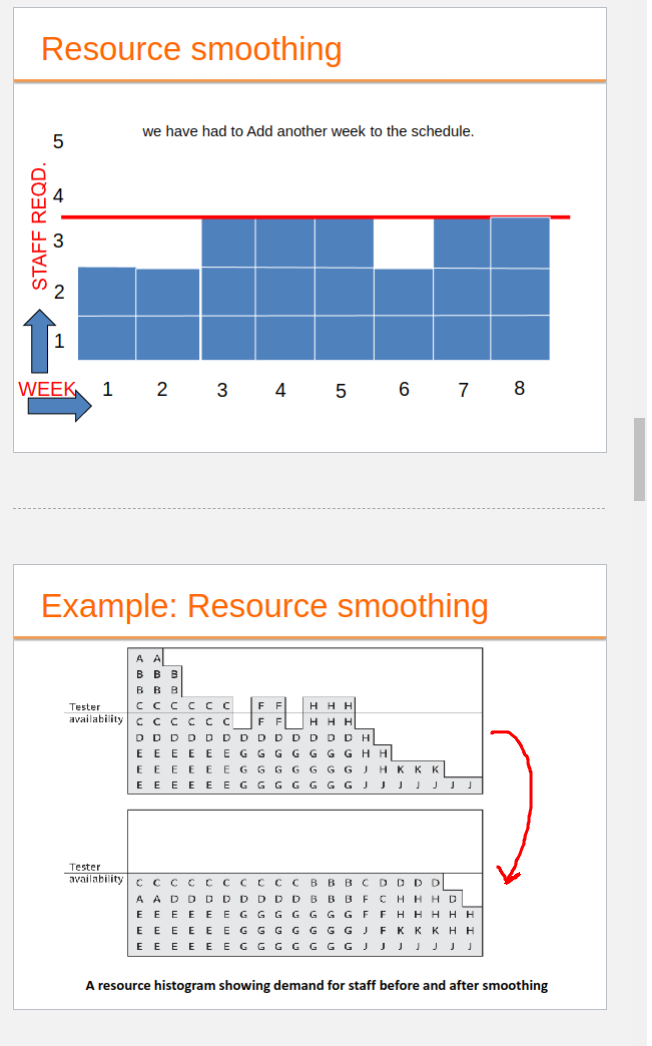 Resource smoothing
we have had to Add another week to the schedule.
5
4
3
2
1
STAFF REQD.
WEEK 1 2 3 4 5 6 7 8
Example: Resource smoothing
A A
B B B
B B B
Tester
availability
C C C C C C F F H H H
C C C C C C F F H H H
D D D D D D D D D D D D D H
E E E E E E G G G G G G G H H
E E E E E E G G G G G G G J H K K K
E E E E E E G G G G G G G J J J J J J J
Tester
availability
C C C C C C C C C C B B B C D D D D
A A D D D D D D D D B B B F C H H H D
E E E E E E G G G G G G G F F H H H H H
E E E E E E G G G G G G G J F K K K H H
E E E E E E G G G G G G G J J J J J J J
A resource histogram showing demand for staff before and after smoothing